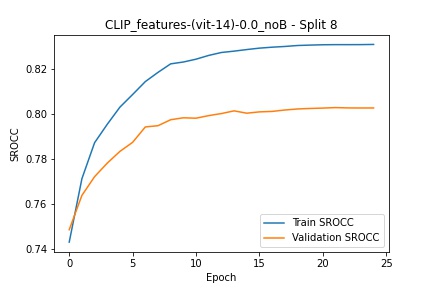 CLIP_features-(vit-14)-0.0_noB - Split 8
SROCC
0.82
0.80
0.78
0.76
0.74
0
5
10
15
20
25
Epoch
Train SROCC
Validation SROCC